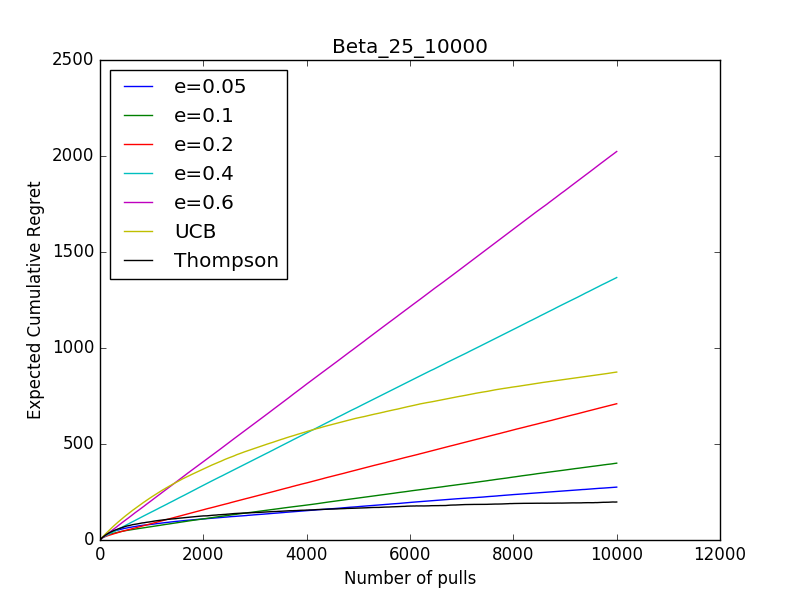 Beta_25_10000
Expected Cumulative Regret
2500
2000
1500
1000
500
0
e=0.05
e=0.1
e=0.2
e=0.4
e=0.6
UCB
Thompson
0 2000 4000 6000 8000 10000 12000
Number of pulls